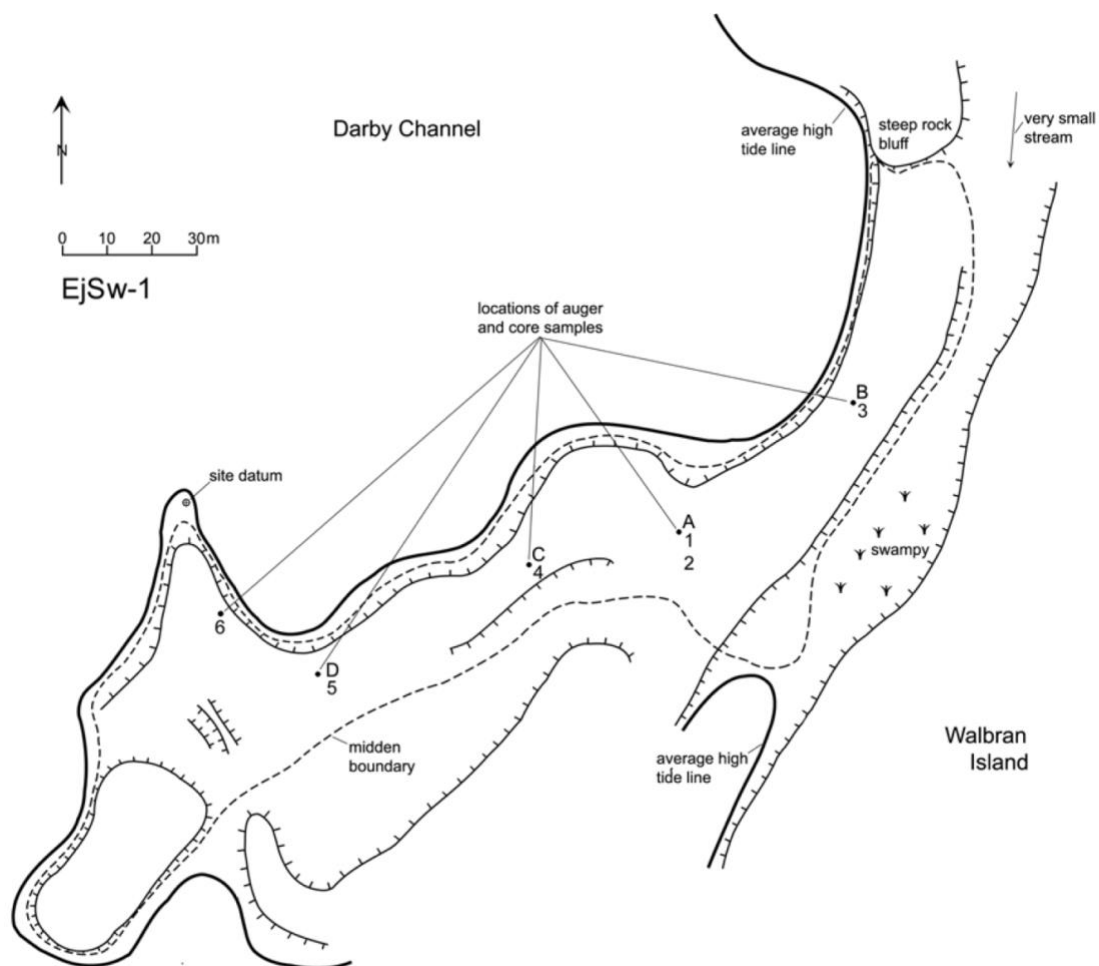 Darby Channel
average high
tide line
steep rock
bluff
very small
stream
N
0 10 20 30m
EjSw-1
locations of auger
and core samples
B
3
site datum
A
1
2
C
4
swampy
6
D
5
midden
boundary
average high
tide line
Walbran
Island